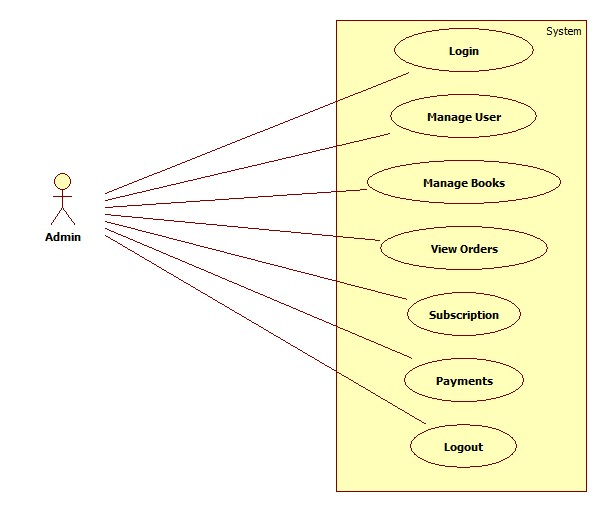 System
Login
Manage User
Manage Books
Admin
View Orders
Subscription
Payments
Logout